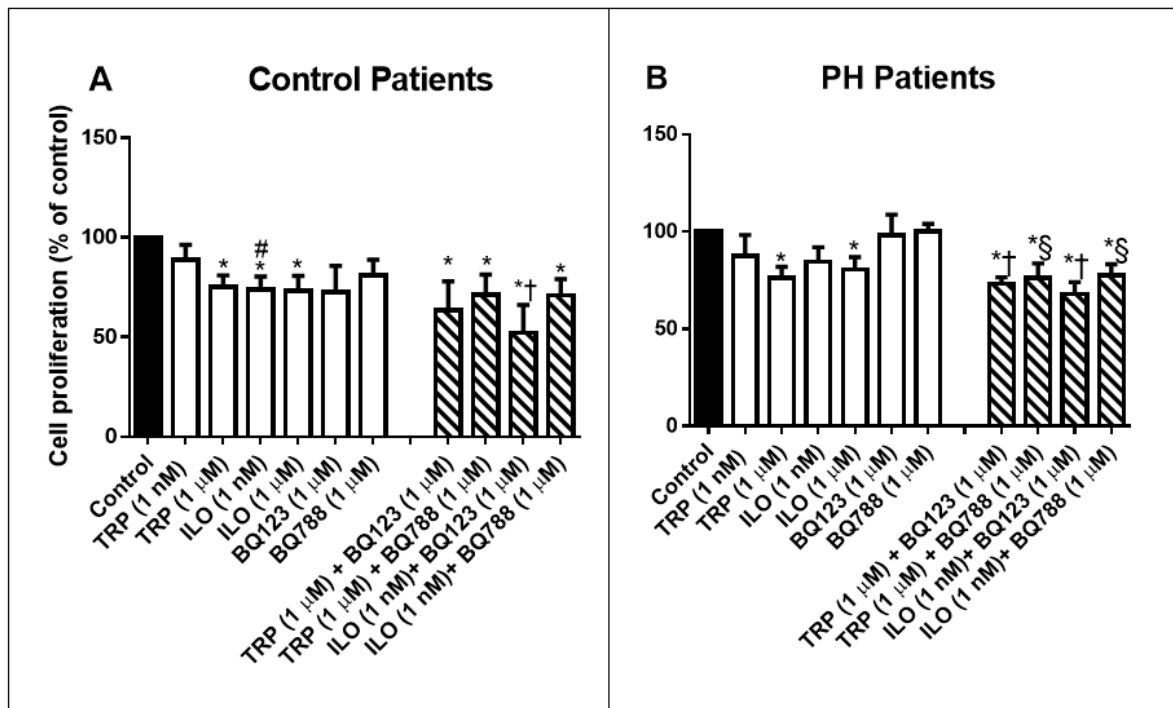 A Control Patients
Cell proliferation (% of control)
150
100
50
0
*
#
*
*
*
*
*†
*
Control
TRP (1 nM)
TRP (1 μM)
ILO (1 nM)
ILO (1 μM)
BQ123 (1 μM)
BQ788 (1 μM)
TRP (1 μM) + BQ123 (1 μM)
TRP (1 μM) + BQ788 (1 μM)
ILO (1 nM)+ BQ123 (1 μM)
ILO (1 nM)+ BQ788 (1 μM)
B PH Patients
150
100
50
0
*
*
*†
*§
*†
*§
Control
TRP (1 nM)
TRP (1 μM)
ILO (1 nM)
ILO (1 μM)
BQ123 (1 μM)
BQ788 (1 μM)
TRP (1 μM) + BQ123 (1 μM)
TRP (1 μM) + BQ788 (1 μM)
ILO (1 nM)+ BQ123 (1 μM)
ILO (1 nM)+ BQ788 (1 μM)